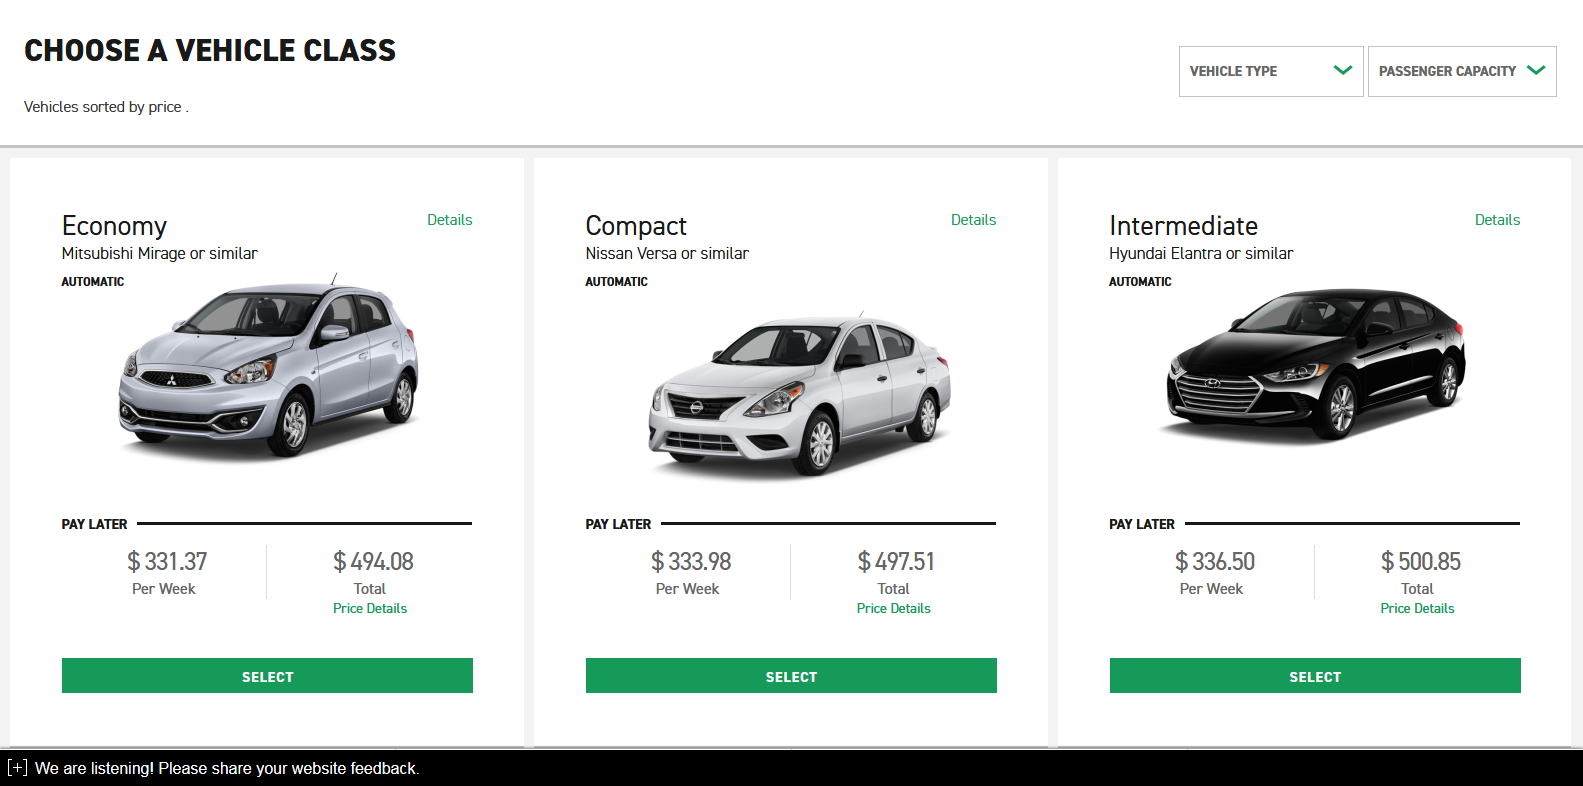 CHOOSE A VEHICLE CLASS
VEHICLE TYPE
PASSENGER CAPACITY
Vehicles sorted by price .
Economy
Details
Mitsubishi Mirage or similar
AUTOMATIC
PAY LATER
$ 331.37
Per Week
$ 494.08
Total
Price Details
SELECT
Compact
Details
Nissan Versa or similar
AUTOMATIC
PAY LATER
$ 333.98
Per Week
$ 497.51
Total
Price Details
SELECT
Intermediate
Details
Hyundai Elantra or similar
AUTOMATIC
PAY LATER
$ 336.50
Per Week
$ 500.85
Total
Price Details
SELECT
[+] We are listening! Please share your website feedback.